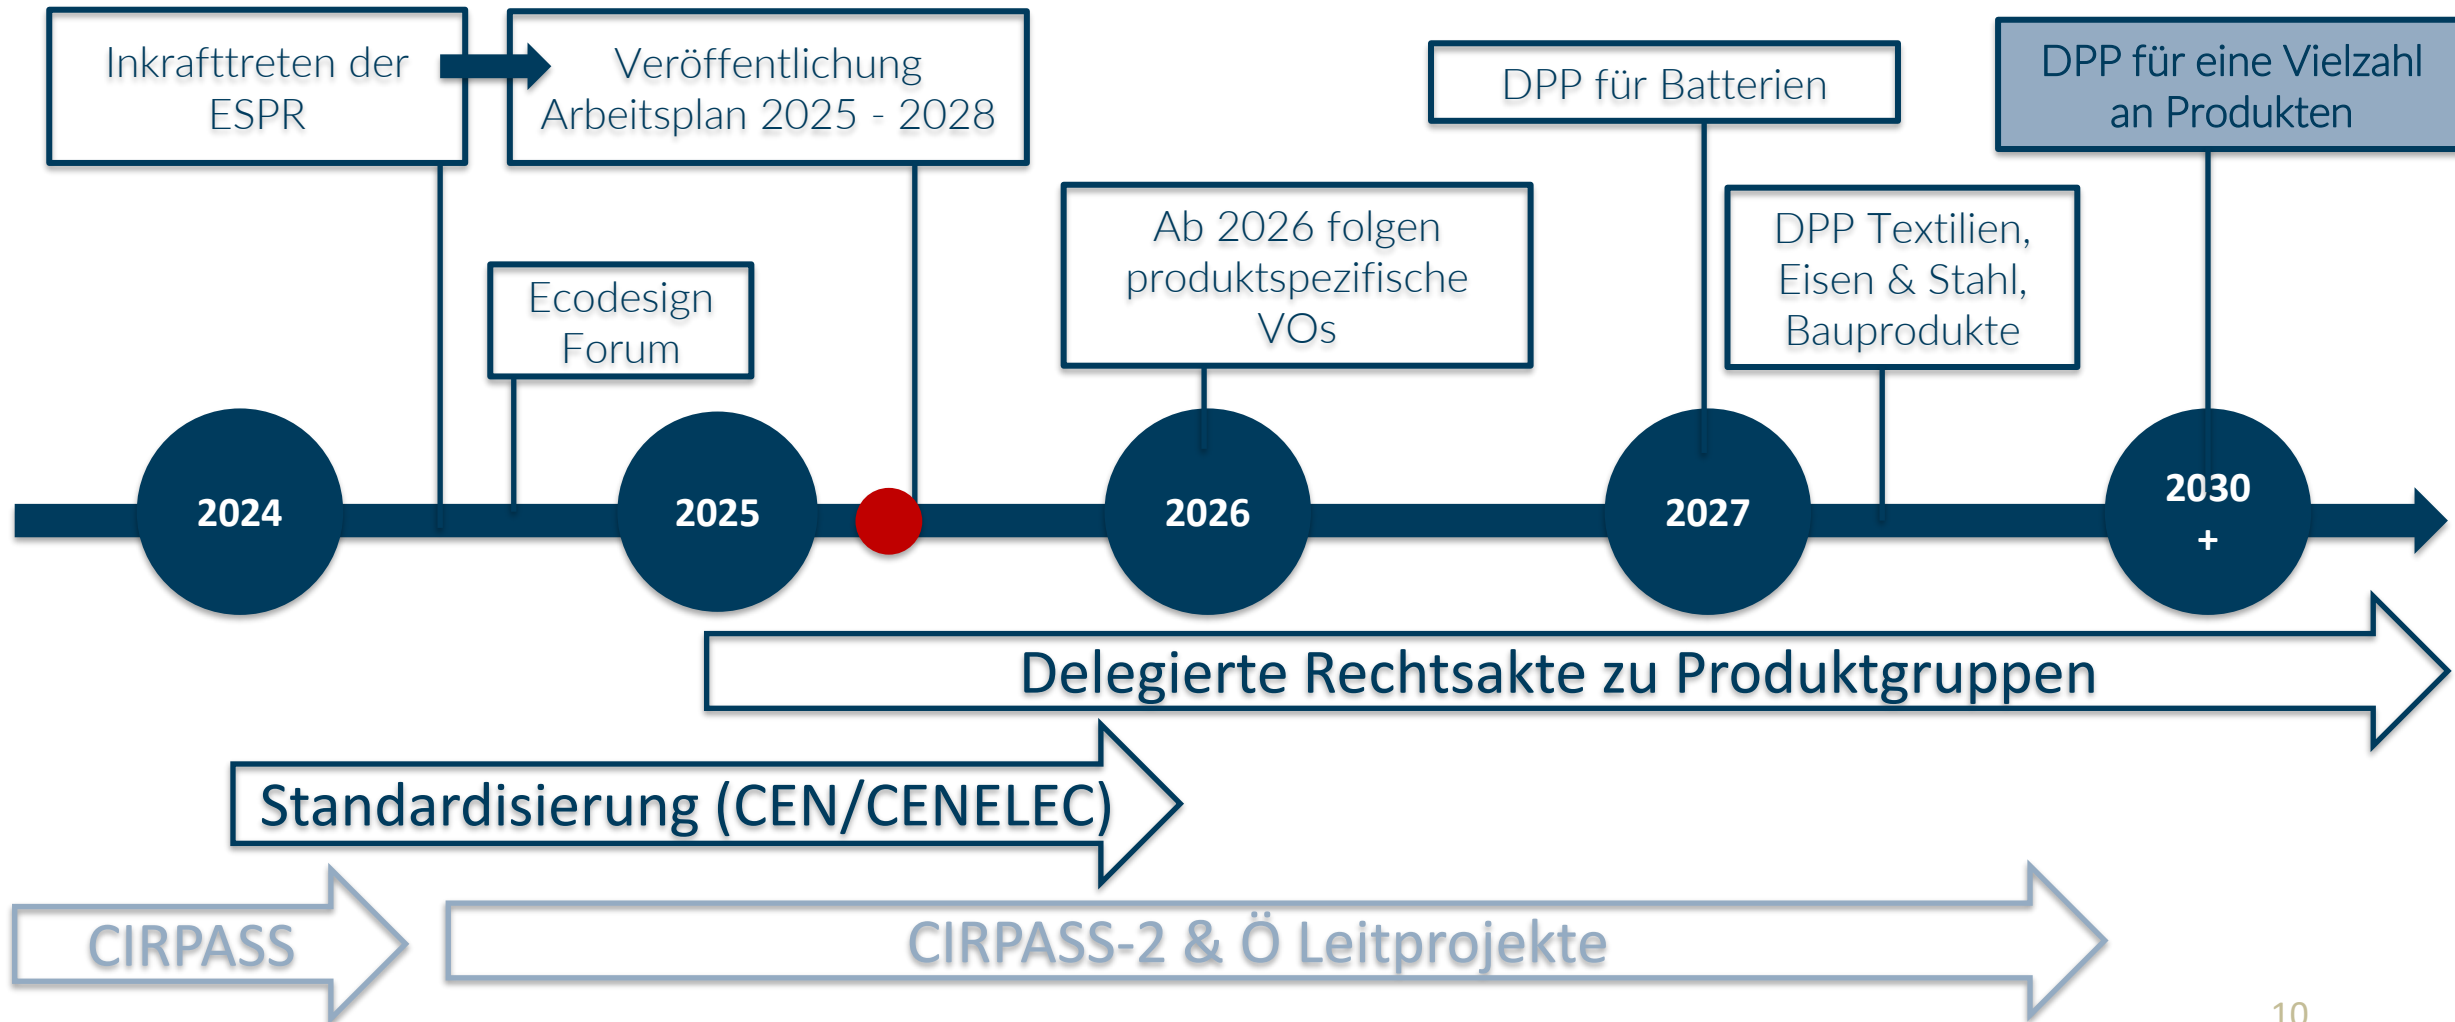 Inkrafttreten der
ESPR
Veröffentlichung
Arbeitsplan 2025 - 2028
DPP für Batterien
DPP für eine Vielzahl
an Produkten
Ecodesign
Forum
Ab 2026 folgen
produktspezifische
VOs
DPP Textilien,
Eisen & Stahl,
Bauprodukte
2024
2025
2026
2027
2030
+
Delegierte Rechtsakte zu Produktgruppen
Standardisierung (CEN/CENELEC)
CIRPASS
CIRPASS-2 & Ö Leitprojekte
10